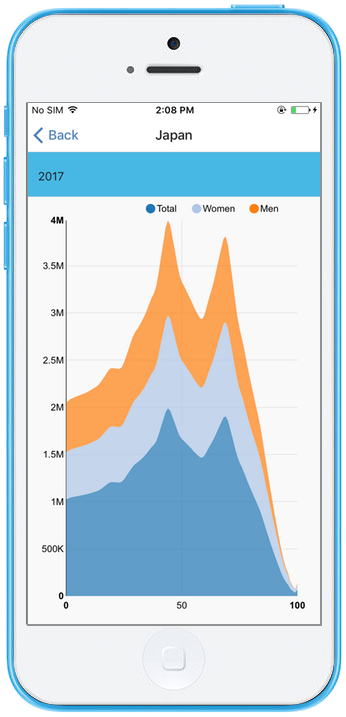 No SIM 2:08 PM
Back Japan
2017
Total Women Men
4M
3.5M
3M
2.5M
2M
1.5M
1M
500K
0
0 50 100